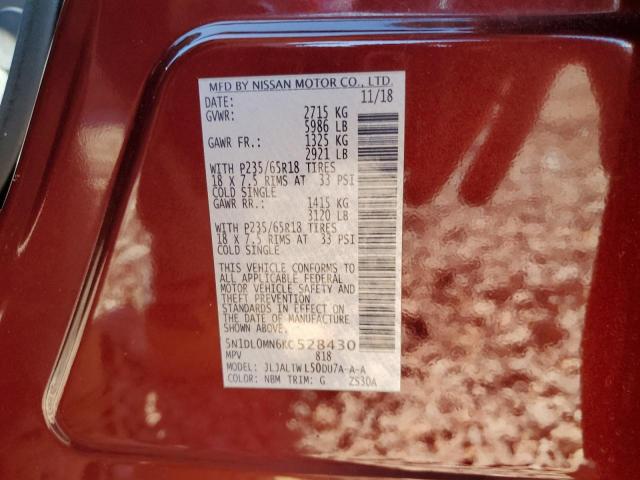 MFD BY NISSAN MOTOR CO., LTD.
DATE: 11/18
GVWR: 2715 KG
5986 LB
GAWR FR.: 1325 KG
2921 LB
WITH P235/65R18 TIRES
18 X 7.5 RIMS AT 33 PSI
COLD SINGLE
GAWR RR.: 1415 KG
3120 LB
WITH P235/65R18 TIRES
18 X 7.5 RIMS AT 33 PSI
COLD SINGLE
THIS VEHICLE CONFORMS TO
ALL APPLICABLE FEDERAL
MOTOR VEHICLE SAFETY AND
THEFT PREVENTION
STANDARDS IN EFFECT ON
THE DATE OF MANUFACTURE
SHOWN ABOVE.
5N1DL0MN6KC528430
MPV 818
MODEL: JLJALTWL50DU7A-A-A
COLOR: NBM TRIM: G ZS30A